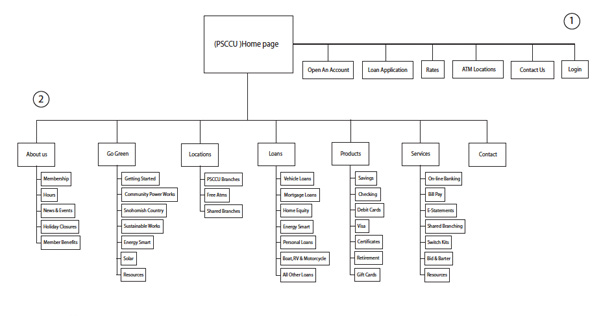 1
(PSCCU )Home page
Open An Account
Loan Application
Rates
ATM Locations
Contact Us
Login
2
About us
Go Green
Locations
Loans
Products
Services
Contact
Membership
Hours
News & Events
Holiday Closures
Member Benefits
Getting Started
Community Power Works
Snohomish Country
Sustainable Works
Energy Smart
Solar
Resources
PSCCU Branches
Free Atms
Shared Branches
Vehicle Loans
Mortgage Loans
Home Equity
Energy Smart
Personal Loans
Boat,RV & Motorcycle
All Other Loans
Savings
Checking
Debit Cards
Visa
Certificates
Retirement
Gift Cards
On-line Banking
Bill Pay
E-Statements
Shared Branching
Switch Kits
Bid & Barter
Resources